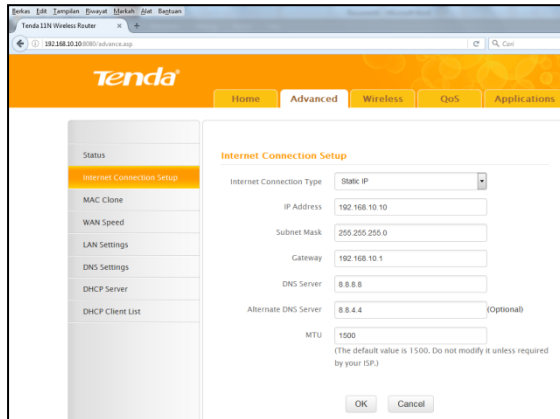 Berkas Edit Tampilan Riwayat Markah Alat Bantuan
Tenda 11N Wireless Router × +
192.168.10.10:8080/advance.asp Cari
Tenda
Home Advanced Wireless QoS Applications
Status
Internet Connection Setup
MAC Clone
WAN Speed
LAN Settings
DNS Settings
DHCP Server
DHCP Client List
Internet Connection Setup
Internet Connection Type Static IP
IP Address 192.168.10.10
Subnet Mask 255.255.255.0
Gateway 192.168.10.1
DNS Server 8.8.8.8
Alternate DNS Server 8.8.4.4 (Optional)
MTU 1500
(The default value is 1500. Do not modify it unless required
by your ISP.)
OK Cancel